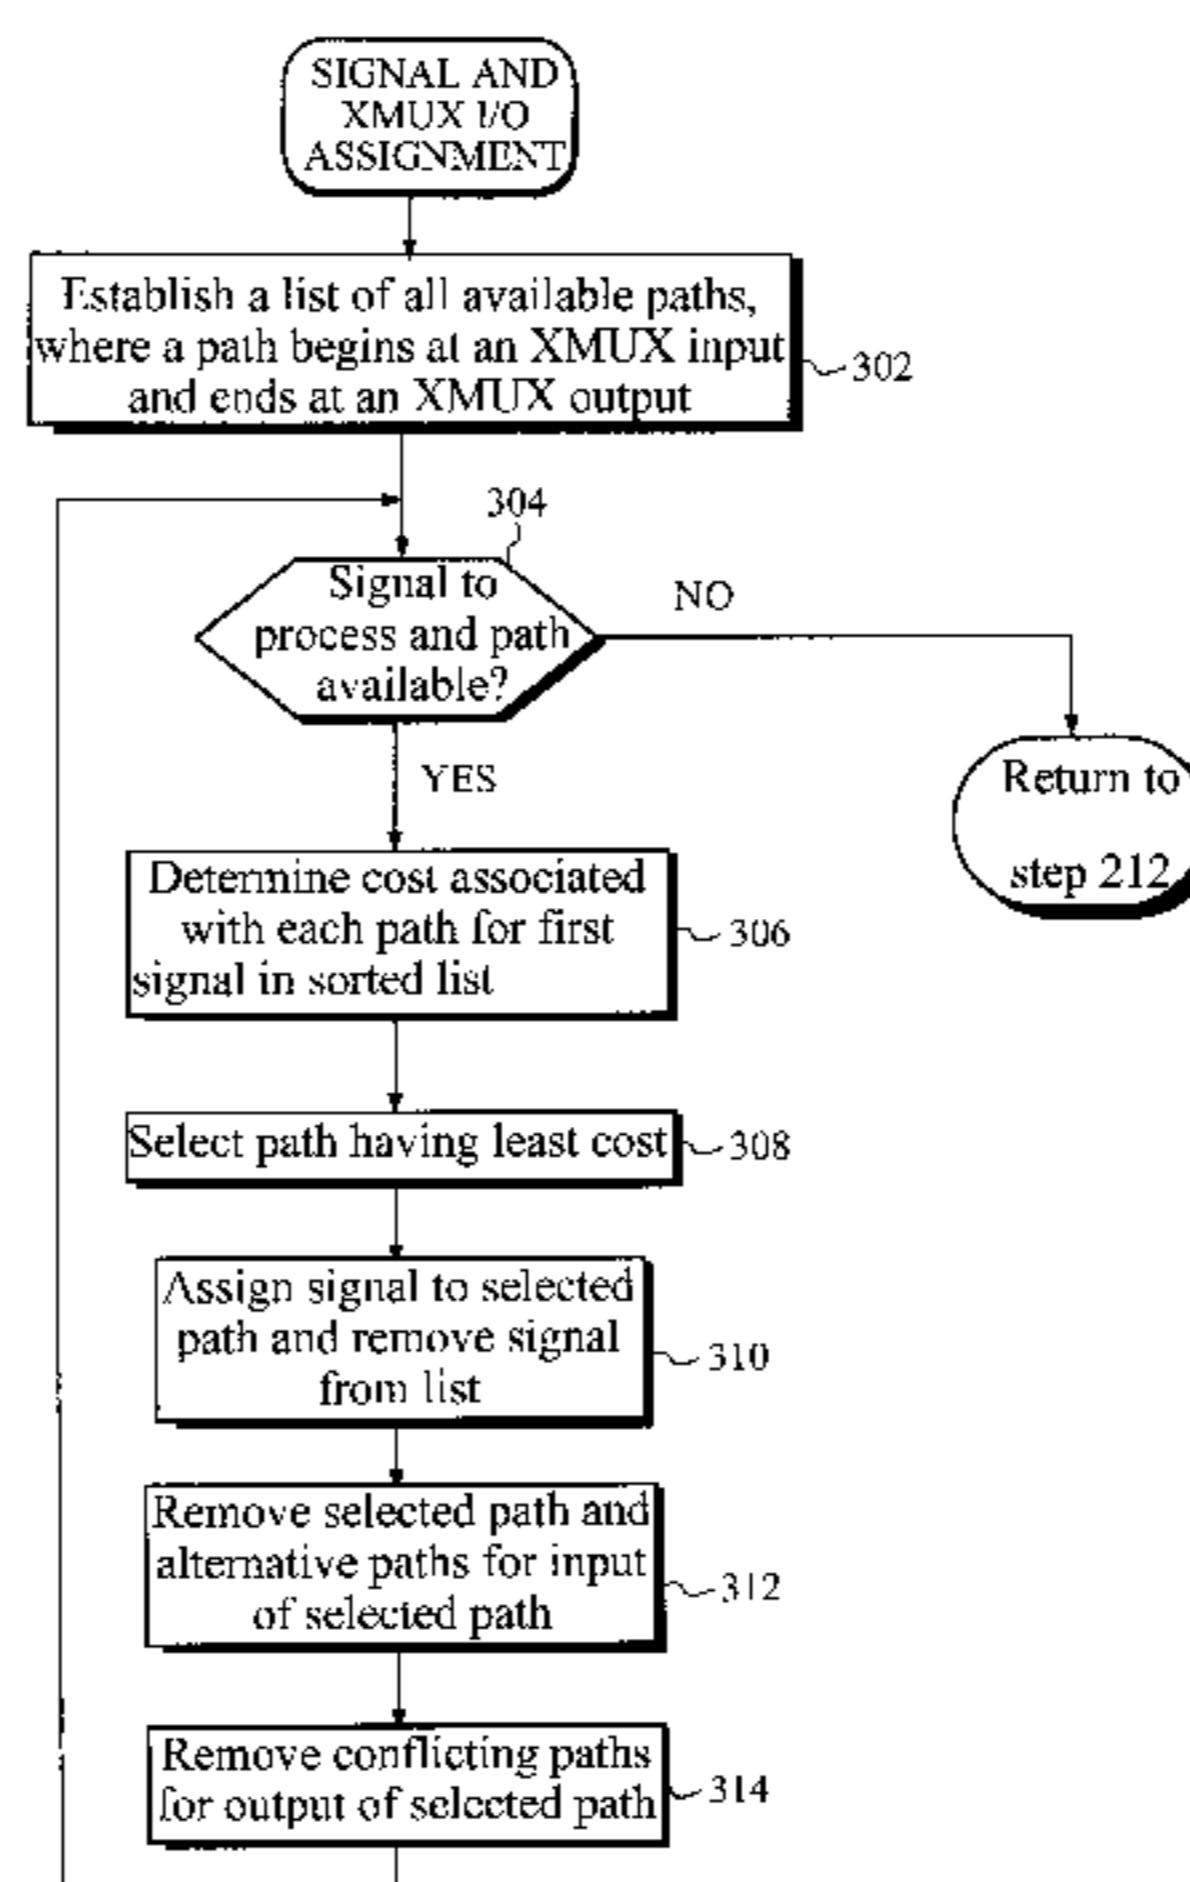 SIGNAL AND
XMUX I/O
ASSIGNMENT
Establish a list of all available paths,
where a path begins at an XMUX input
and ends at an XMUX output
302
304
Signal to
process and path
available?
NO
YES
Return to
step 212
Determine cost associated
with each path for first
signal in sorted list
306
Select path having least cost
308
Assign signal to selected
path and remove signal
from list
310
Remove selected path and
alternative paths for input
of selected path
312
Remove conflicting paths
for output of selected path
314